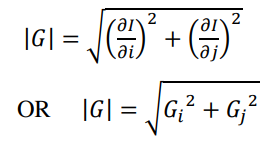 |G| = √((∂I/∂i)² + (∂I/∂j)²)
OR |G| = √(Gᵢ² + Gⱼ²)